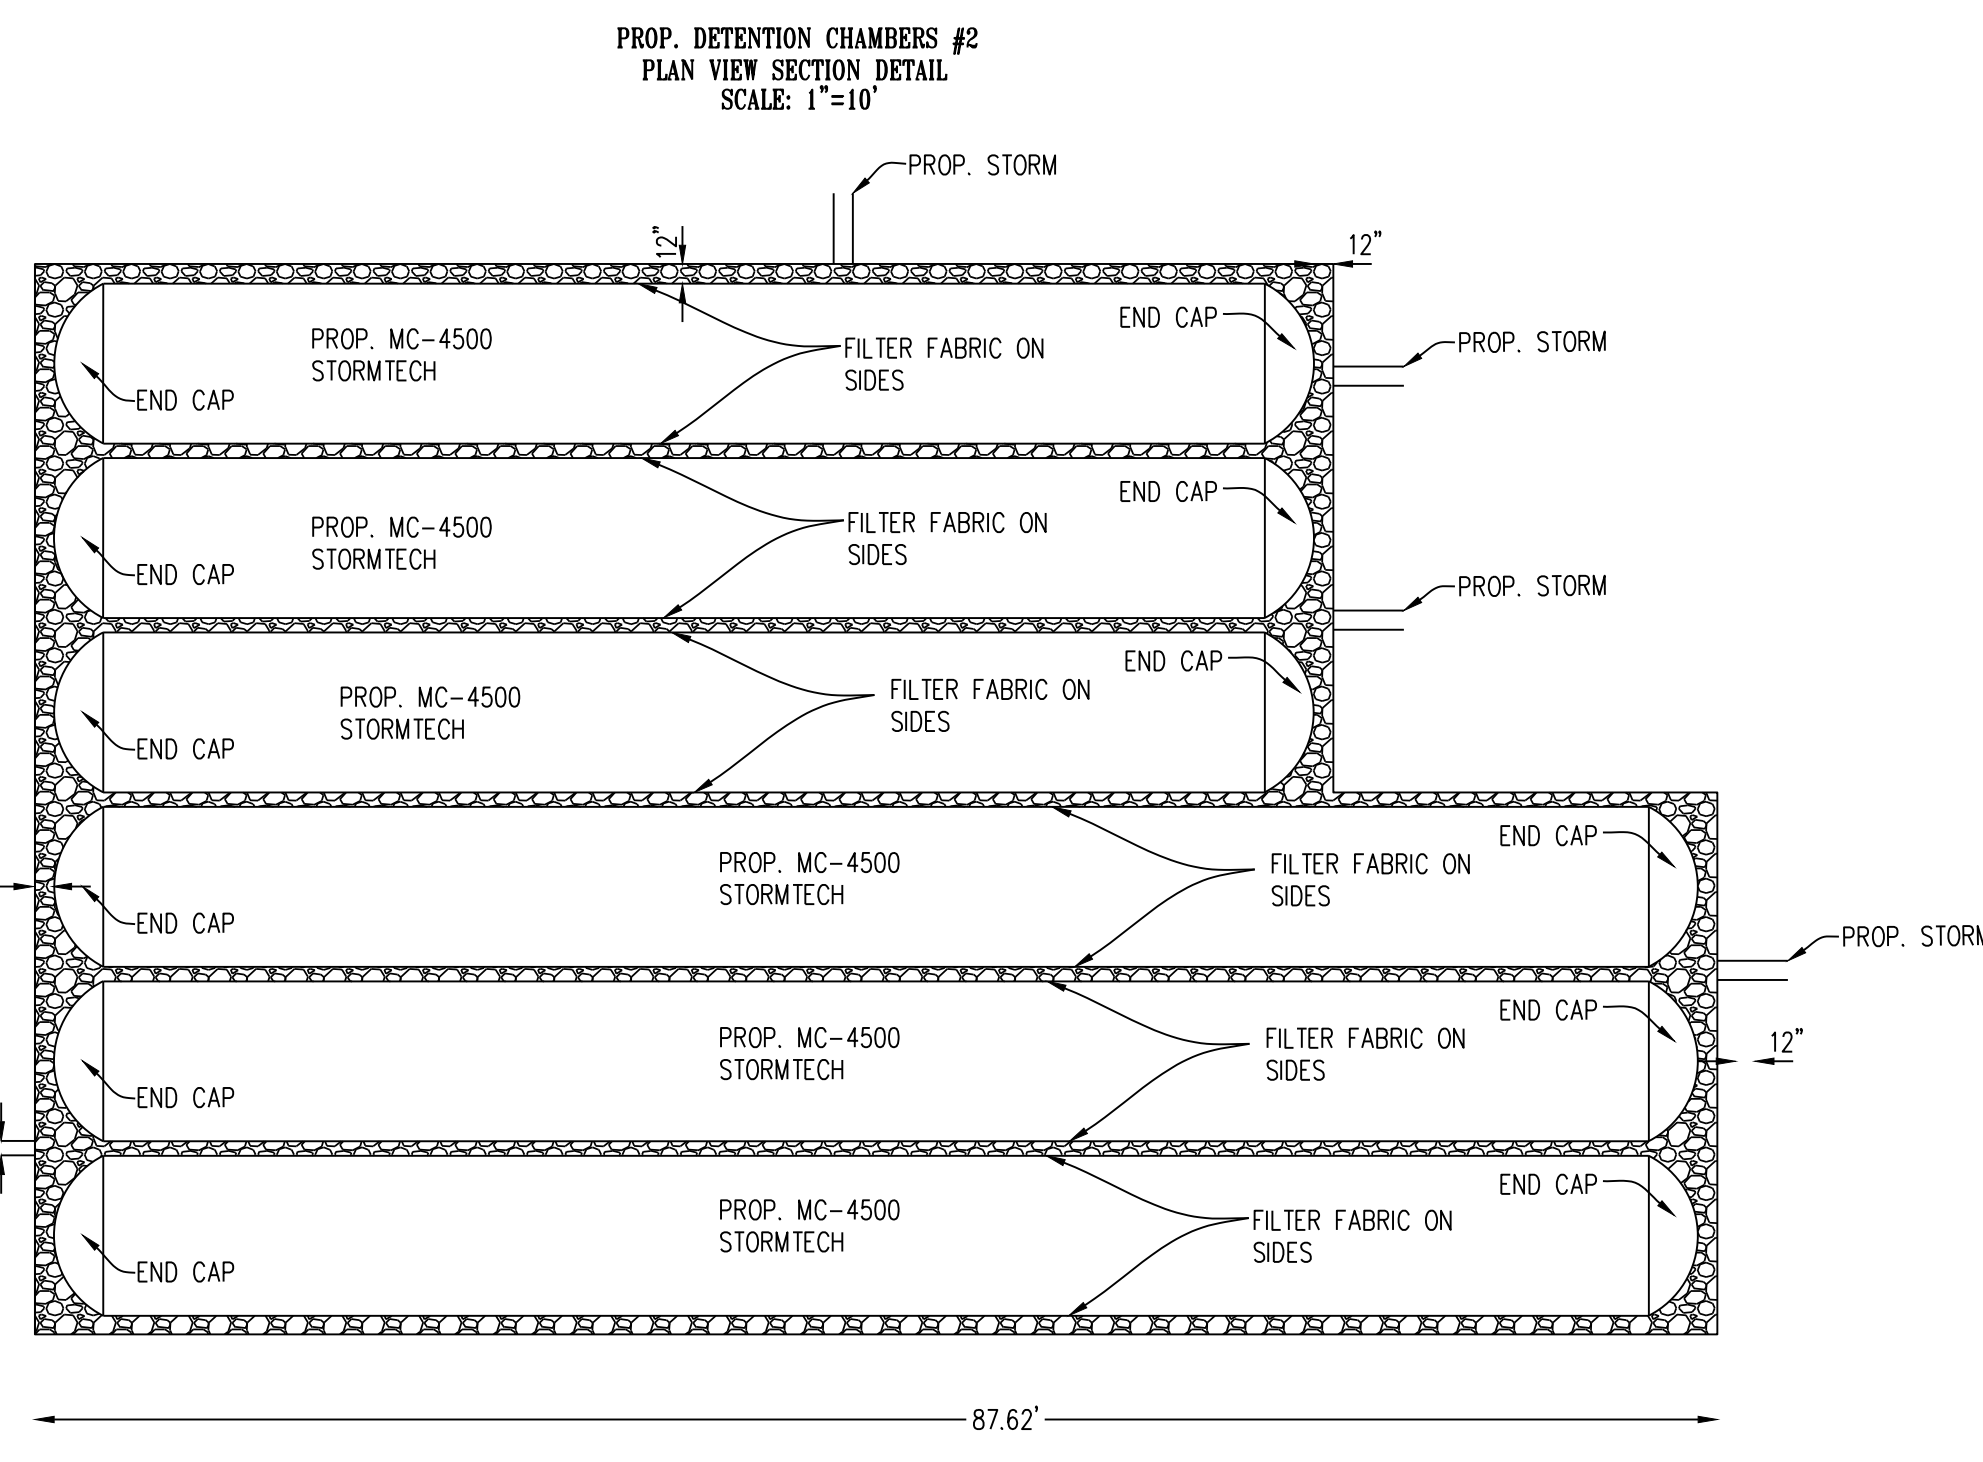 PROP. DETENTION CHAMBERS #2
PLAN VIEW SECTION DETAIL
SCALE: 1"=10'
PROP. STORM
12"
12"
END CAP
PROP. MC-4500
STORMTECH
FILTER FABRIC ON
SIDES
PROP. STORM
END CAP
END CAP
PROP. MC-4500
STORMTECH
FILTER FABRIC ON
SIDES
END CAP
PROP. STORM
END CAP
PROP. MC-4500
STORMTECH
FILTER FABRIC ON
SIDES
END CAP
END CAP
PROP. MC-4500
STORMTECH
FILTER FABRIC ON
SIDES
END CAP
PROP. STORM
END CAP
PROP. MC-4500
STORMTECH
FILTER FABRIC ON
SIDES
12"
END CAP
END CAP
PROP. MC-4500
STORMTECH
FILTER FABRIC ON
SIDES
END CAP
87.62'